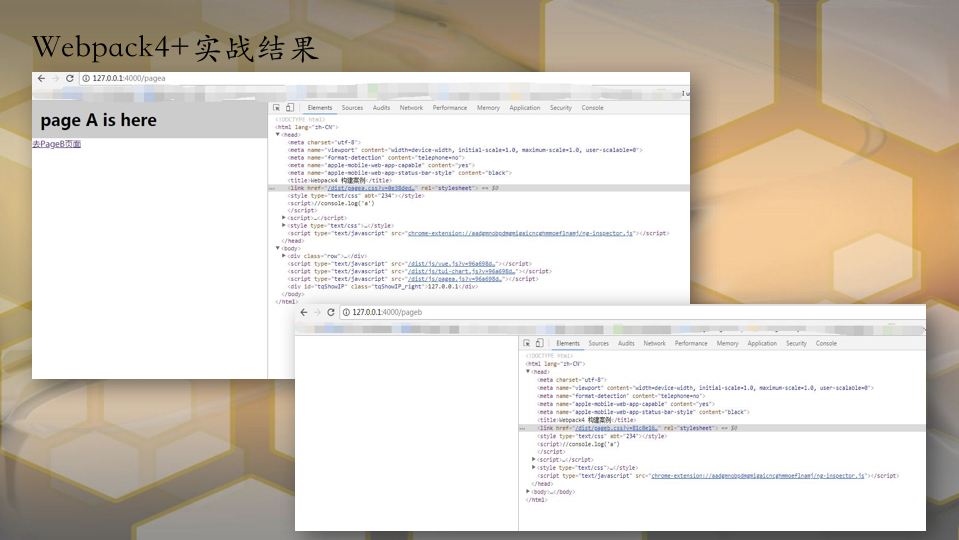 Webpack4+实战结果
127.0.0.1:4000/pagea
Elements Sources Audits Network Performance Memory Application Security Console
page A is here
去PageB页面
<!DOCTYPE html>
<html lang="zh-CN">
<head>
<meta charset="utf-8">
<meta name="viewport" content="width=device-width, initial-scale=1.0, maximum-scale=1.0, user-scalable=0">
<meta name="format-detection" content="telephone=no">
<meta name="apple-mobile-web-app-capable" content="yes">
<meta name="apple-mobile-web-app-status-bar-style" content="black">
<title>Webpack4 构建案例</title>
<link href="/dist/pagea.css?v=0e38ded…" rel="stylesheet"> == $0
<style type="text/css" abt="234"></style>
<script>//console.log('a')
</script>
<script>…</script>
<style type="text/css">…</style>
<script type="text/javascript" src="chrome-extension://aadgmnobpdmgmigaicncghmmoeflnamj/ng-inspector.js"></script>
</head>
<body>
<div class="row">…</div>
<script type="text/javascript" src="/dist/js/vue.js?v=96a698d…"></script>
<script type="text/javascript" src="/dist/js/tui-chart.js?v=96a698d…"></script>
<script type="text/javascript" src="/dist/js/pagea.js?v=96a698d…"></script>
<div id="tqShowIP" class="tqShowIP_right">127.0.0.1</div>
</body>
</html>
127.0.0.1:4000/pageb
Elements Sources Audits Network Performance Memory Application Security Console
<!DOCTYPE html>
<html lang="zh-CN">
<head>
<meta charset="utf-8">
<meta name="viewport" content="width=device-width, initial-scale=1.0, maximum-scale=1.0, user-scalable=0">
<meta name="format-detection" content="telephone=no">
<meta name="apple-mobile-web-app-capable" content="yes">
<meta name="apple-mobile-web-app-status-bar-style" content="black">
<title>Webpack4 构建案例</title>
<link href="/dist/pageb.css?v=81c8e16…" rel="stylesheet"> == $0
<style type="text/css" abt="234"></style>
<script>//console.log('a')
</script>
<script>…</script>
<style type="text/css">…</style>
<script type="text/javascript" src="chrome-extension://aadgmnobpdmgmigaicncghmmoeflnamj/ng-inspector.js"></script>
</head>
<body>…</body>
</html>